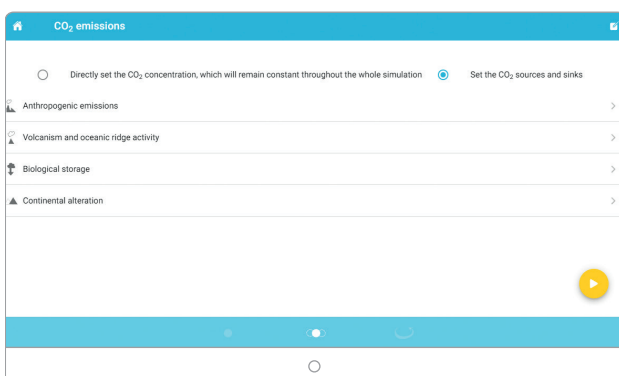 CO₂ emissions
Directly set the CO₂ concentration, which will remain constant throughout the whole simulation
Set the CO₂ sources and sinks
Anthropogenic emissions
Volcanism and oceanic ridge activity
Biological storage
Continental alteration